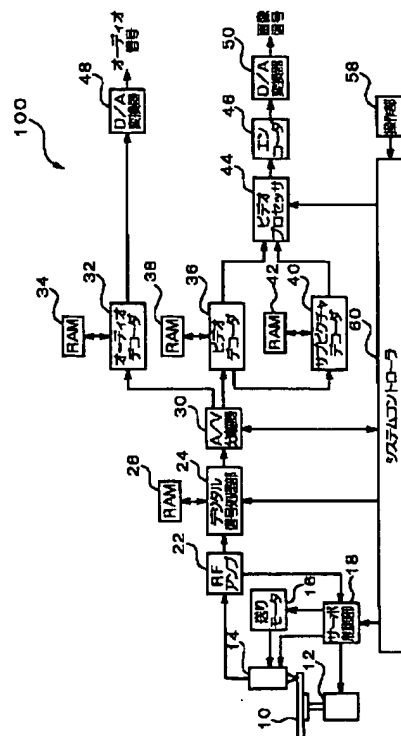 100
オーディオ
信号
48
D/A
変換器
34
RAM
32
オーディオ
デコーダ
画像
信号
50
D/A
変換器
46
エン
コーダ
44
ビデオ
プロセッサ
38
RAM
36
ビデオ
デコーダ
42
RAM
40
サブピクチャ
デコーダ
30
A/V
分離器
28
RAM
24
デジタル
信号処理部
22
RF
アンプ
14
16
送り
モータ
18
サーボ
制御部
10
12
58
操作部
60
システムコントローラ